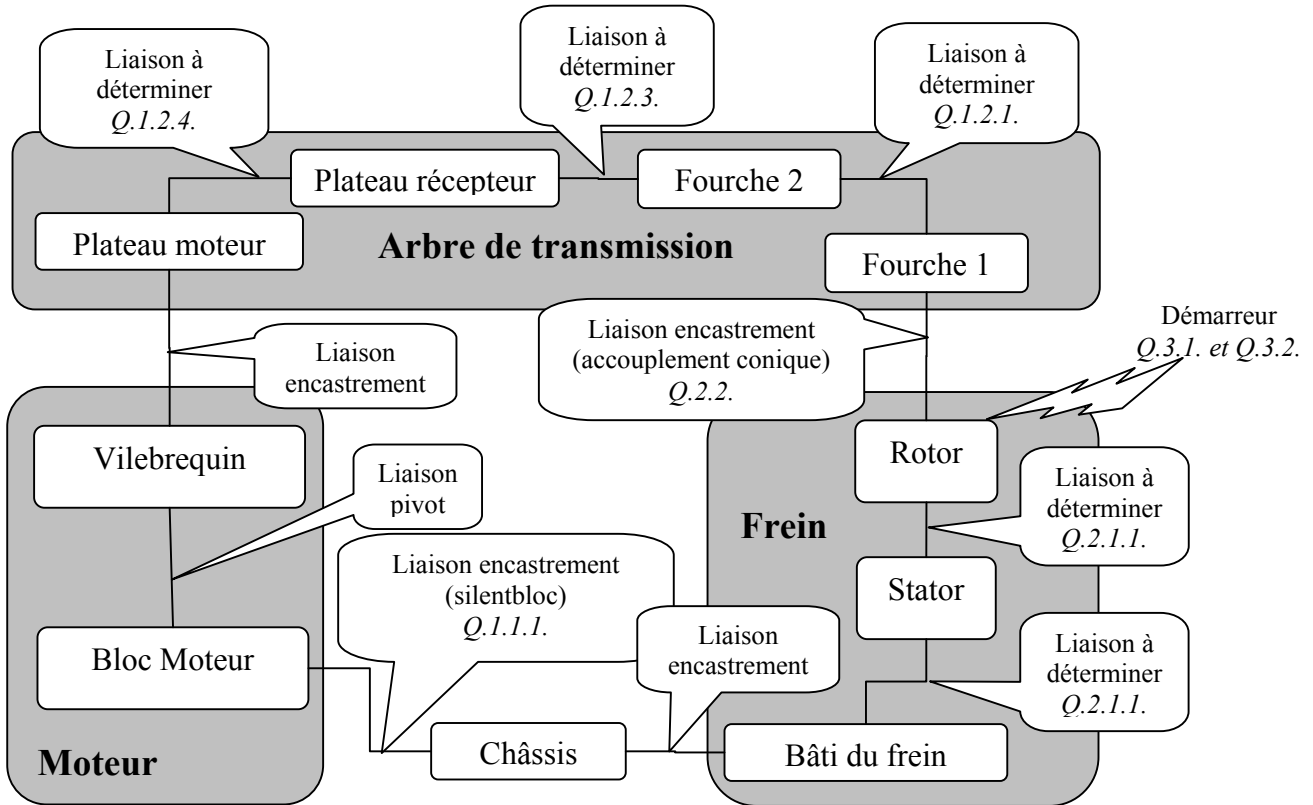 Liaison à
déterminer
Q.1.2.4.
Liaison à
déterminer
Q.1.2.3.
Liaison à
déterminer
Q.1.2.1.
Plateau récepteur
Fourche 2
Plateau moteur
Arbre de transmission
Fourche 1
Liaison
encastrement
Liaison encastrement
(accouplement conique)
Q.2.2.
Démarreur
Q.3.1. et Q.3.2.
Vilebrequin
Liaison
pivot
Rotor
Liaison à
déterminer
Q.2.1.1.
Frein
Liaison encastrement
(silentbloc)
Q.1.1.1.
Stator
Bloc Moteur
Liaison
encastrement
Liaison à
déterminer
Q.2.1.1.
Moteur
Châssis
Bâti du frein